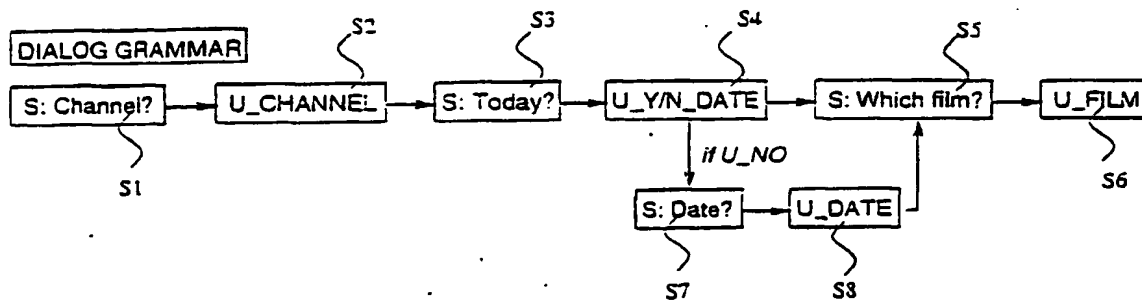 S2 S3 S4 S5
DIALOG GRAMMAR
S: Channel? U_CHANNEL S: Today? U_Y/N_DATE S: Which film? U_FILM
if U_NO
S1 S6
S: Date? U_DATE
S7 S8